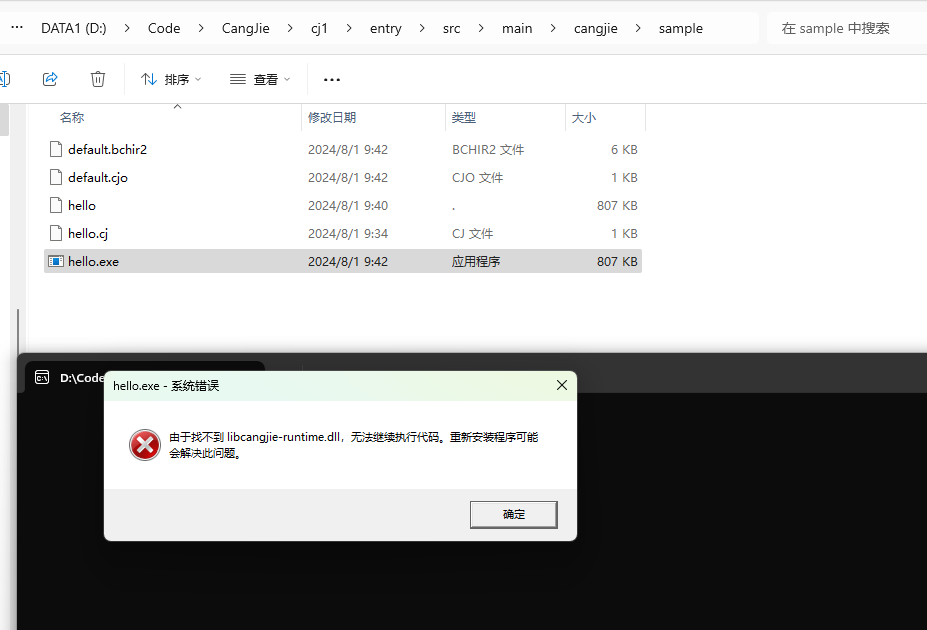 ··· DATA1 (D:) > Code > CangJie > cj1 > entry > src > main > cangjie > sample 在 sample 中搜索
排序 查看 ···
名称 修改日期 类型 大小
default.bchir2 2024/8/1 9:42 BCHIR2 文件 6 KB
default.cjo 2024/8/1 9:42 CJO 文件 1 KB
hello 2024/8/1 9:40 . 807 KB
hello.cj 2024/8/1 9:34 CJ 文件 1 KB
hello.exe 2024/8/1 9:42 应用程序 807 KB
D:\Code
hello.exe - 系统错误
由于找不到 libcangjie-runtime.dll，无法继续执行代码。重新安装程序可能
会解决此问题。
确定